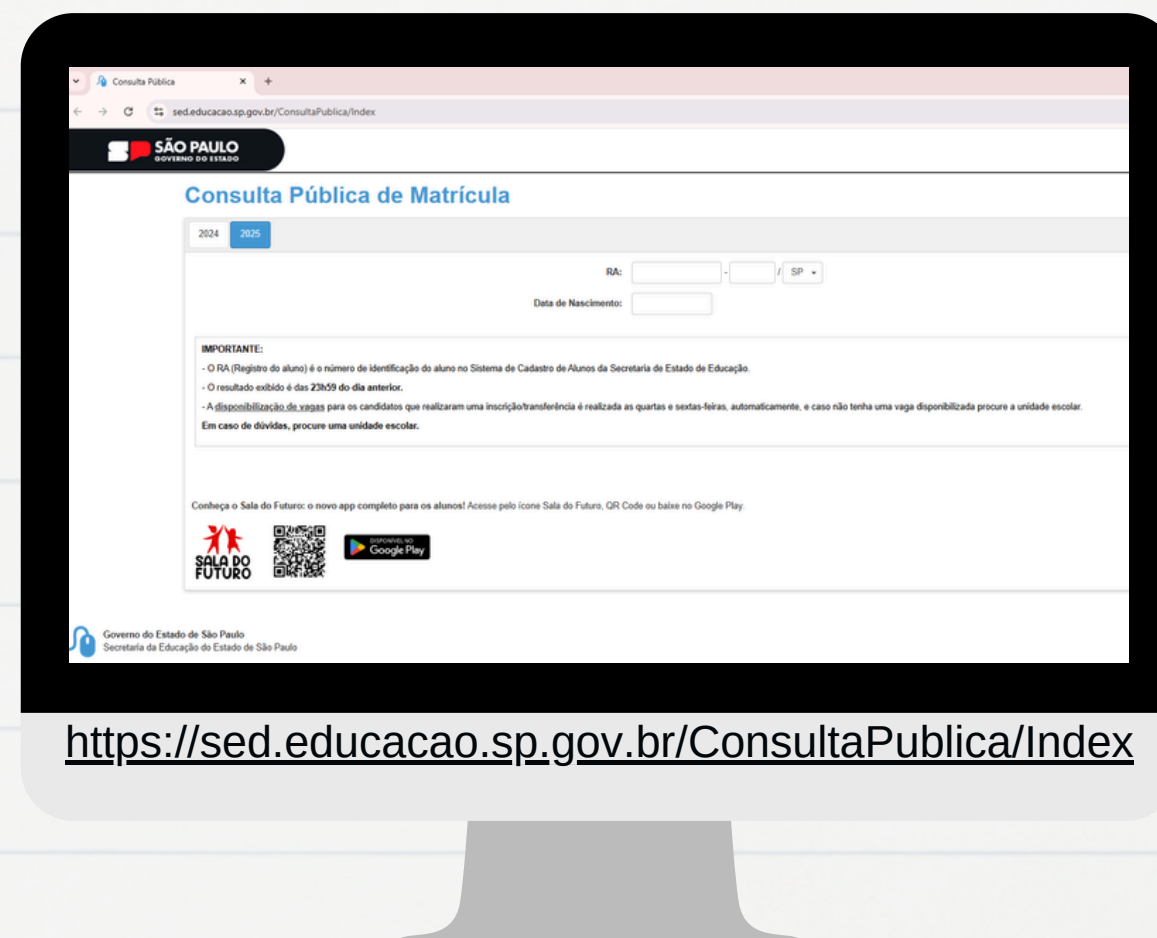 Consulta Pública
sed.educacao.sp.gov.br/ConsultaPublica/Index
SÃO PAULO
GOVERNO DO ESTADO
Consulta Pública de Matrícula
2024 2025
RA: - / SP
Data de Nascimento:
IMPORTANTE:
- O RA (Registro do aluno) é o número de identificação do aluno no Sistema de Cadastro de Alunos da Secretaria de Estado de Educação.
- O resultado exibido é das 23h59 do dia anterior.
- A disponibilização de vagas para os candidatos que realizaram uma inscrição/transferência é realizada as quartas e sextas-feiras, automaticamente, e caso não tenha uma vaga disponibilizada procure a unidade escolar.
Em caso de dúvidas, procure uma unidade escolar.
Conheça o Sala do Futuro: o novo app completo para os alunos! Acesse pelo ícone Sala do Futuro, QR Code ou baixe no Google Play.
SALA DO
FUTURO
DISPONÍVEL NO
Google Play
Governo do Estado de São Paulo
Secretaria da Educação do Estado de São Paulo
https://sed.educacao.sp.gov.br/ConsultaPublica/Index